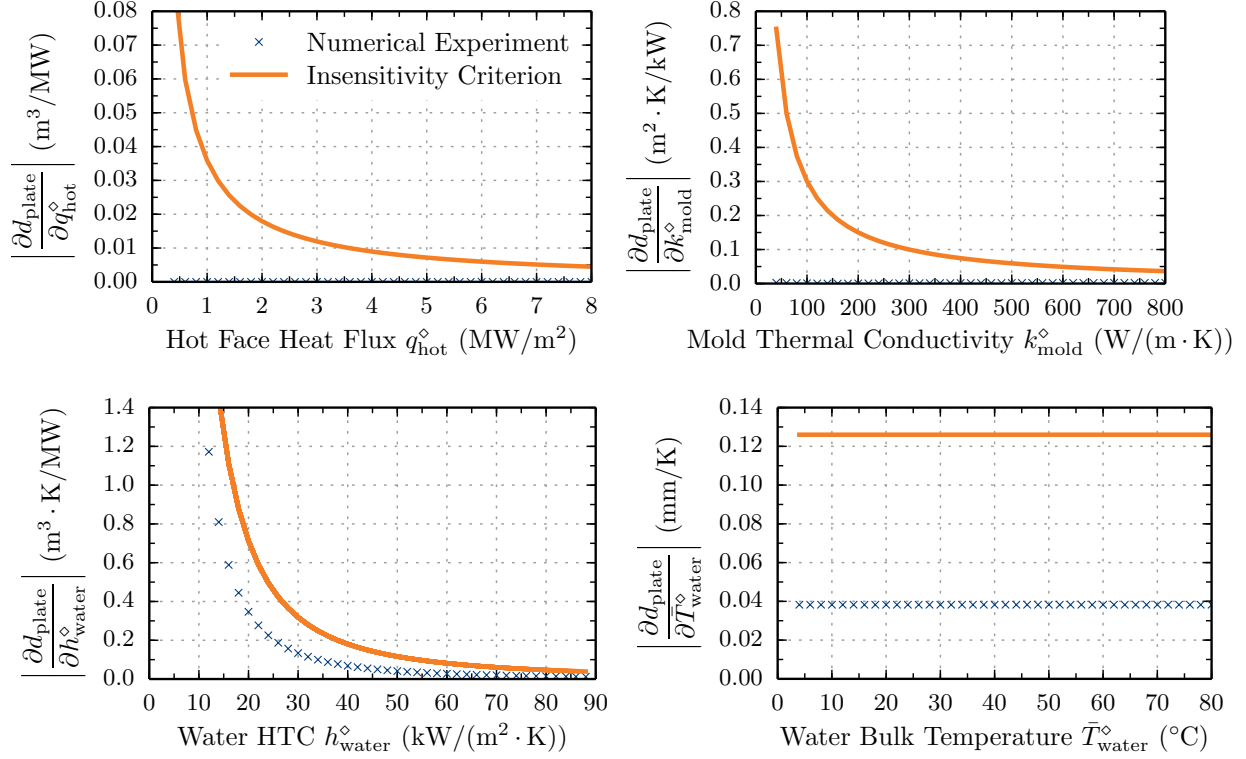 0.08
0.07
0.06
0.05
0.04
0.03
0.02
0.01
0.00
0 1 2 3 4 5 6 7 8
|∂d_plate/∂q^⋄_hot| (m³/MW)
Numerical Experiment
Insensitivity Criterion
Hot Face Heat Flux q^⋄_hot (MW/m²)
0.8
0.7
0.6
0.5
0.4
0.3
0.2
0.1
0.0
0 100 200 300 400 500 600 700 800
|∂d_plate/∂k^⋄_mold| (m² · K/kW)
Mold Thermal Conductivity k^⋄_mold (W/(m · K))
1.4
1.2
1.0
0.8
0.6
0.4
0.2
0.0
0 10 20 30 40 50 60 70 80 90
|∂d_plate/∂h^⋄_water| (m³ · K/MW)
Water HTC h^⋄_water (kW/(m² · K))
0.14
0.12
0.10
0.08
0.06
0.04
0.02
0.00
0 10 20 30 40 50 60 70 80
|∂d_plate/∂T̄^⋄_water| (mm/K)
Water Bulk Temperature T̄^⋄_water (°C)